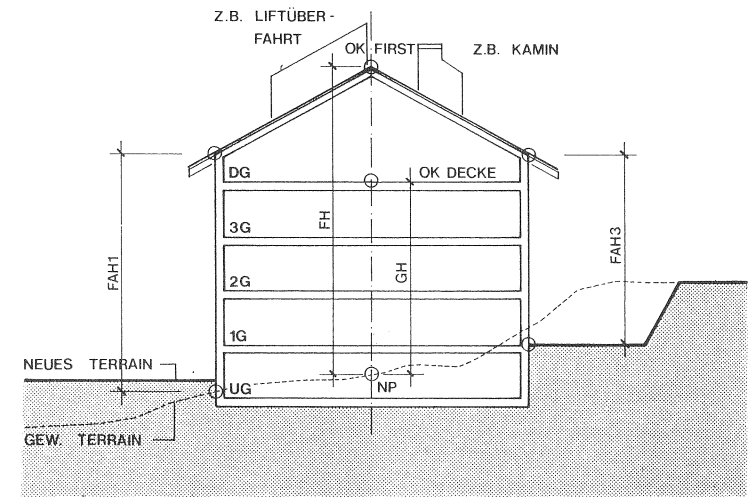 Z.B. LIFTÜBER-
FAHRT
OK FIRST
Z.B. KAMIN
DG
OK DECKE
3G
FH
FAH1
FAH3
GH
2G
1G
NEUES TERRAIN
UG
NP
GEW. TERRAIN